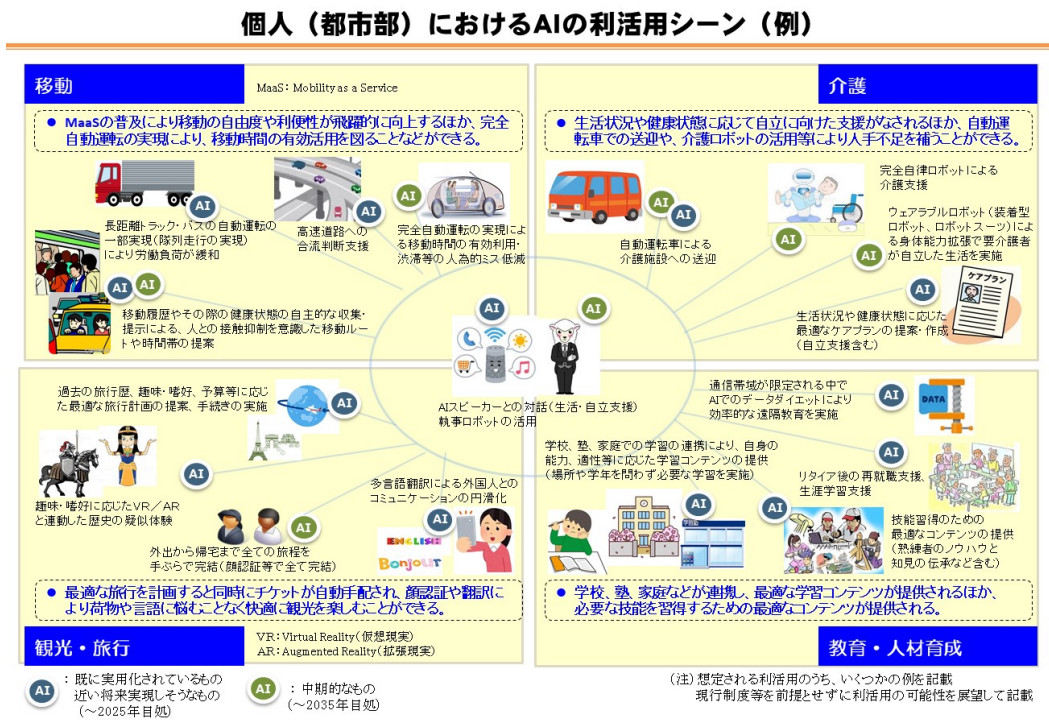 個人（都市部）におけるAIの利活用シーン（例）
移動
MaaS：Mobility as a Service
● MaaSの普及により移動の自由度や利便性が飛躍的に向上するほか、完全
自動運転の実現により、移動時間の有効活用を図ることなどができる。
AI
長距離トラック・バスの自動運転の
一部実現（隊列走行の実現）
により労働負荷が緩和
AI
高速道路への
合流判断支援
AI
完全自動運転の実現によ
る移動時間の有効利用・
渋滞等の人為的ミス低減
AI AI
移動履歴やその際の健康状態の自主的な収集・
提示による、人との接触抑制を意識した移動ルー
トや時間帯の提案
介護
● 生活状況や健康状態に応じて自立に向けた支援がなされるほか、自動運
転車での送迎や、介護ロボットの活用等により人手不足を補うことができる。
AI AI
自動運転車による
介護施設への送迎
完全自律ロボットによる
介護支援
AI
ウェアラブルロボット（装着型
ロボット、ロボットスーツ）によ
る身体能力拡張で要介護者
が自立した生活を実施
AI
ケアプラン
AI
生活状況や健康状態に応じた
最適なケアプランの提案・作成
（自立支援含む）
AI AI
AIスピーカーとの対話（生活・自立支援）
執事ロボットの活用
過去の旅行歴、趣味・嗜好、予算等に応じ
た最適な旅行計画の提案、手続きの実施
AI
AI
趣味・嗜好に応じたVR／AR
と連動した歴史の疑似体験
AI
外出から帰宅まで全ての旅程を
手ぶらで完結（顔認証等で全て完結）
多言語翻訳による外国人との
コミュニケーションの円滑化
AI
ENGLISH
Bonjour
● 最適な旅行を計画すると同時にチケットが自動手配され、顔認証や翻訳に
より荷物や言語に悩むことなく快適に観光を楽しむことができる。
観光・旅行
VR：Virtual Reality（仮想現実）
AR：Augmented Reality（拡張現実）
通信帯域が限定される中で
AIでのデータダイエットにより
効率的な遠隔教育を実施
AI
DATA
学校、塾、家庭での学習の連携により、自身の
能力、適性等に応じた学習コンテンツの提供
（場所や学年を問わず必要な学習を実施）
AI
AI
リタイア後の再就職支援、
生涯学習支援
AI
技能習得のための
最適なコンテンツの提供
（熟練者のノウハウと
知見の伝承など含む）
● 学校、塾、家庭などが連携し、最適な学習コンテンツが提供されるほか、
必要な技能を習得するための最適なコンテンツが提供される。
教育・人材育成
AI ：既に実用化されているもの
近い将来実現しそうなもの
（～2025年目処）
AI ：中期的なもの
（～2035年目処）
（注）想定される利活用のうち、いくつかの例を記載
現行制度等を前提とせずに利活用の可能性を展望して記載